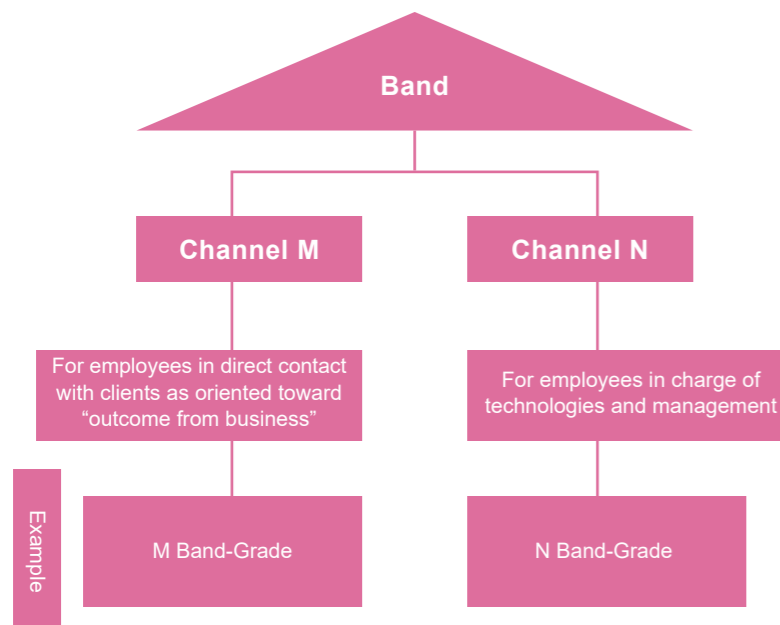 Band
Channel M
Channel N
For employees in direct contact
with clients as oriented toward
“outcome from business”
For employees in charge of
technologies and management
Example
M Band-Grade
N Band-Grade